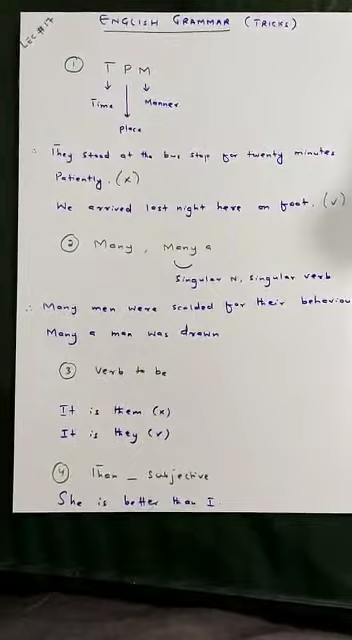 LEC #17
ENGLISH GRAMMAR (TRICKS)
① T P M
Time Manner
place
∴ They stood at the bus stop for twenty minutes
Patiently. (x)
We arrived last night here on foot. (√)
② Many, Many a
Singular N, Singular verb
∴ Many men were scolded for their behaviou
Many a man was drawn
③ Verb to be
It is them (x)
It is they (√)
④ Than _ subjective
She is better than I